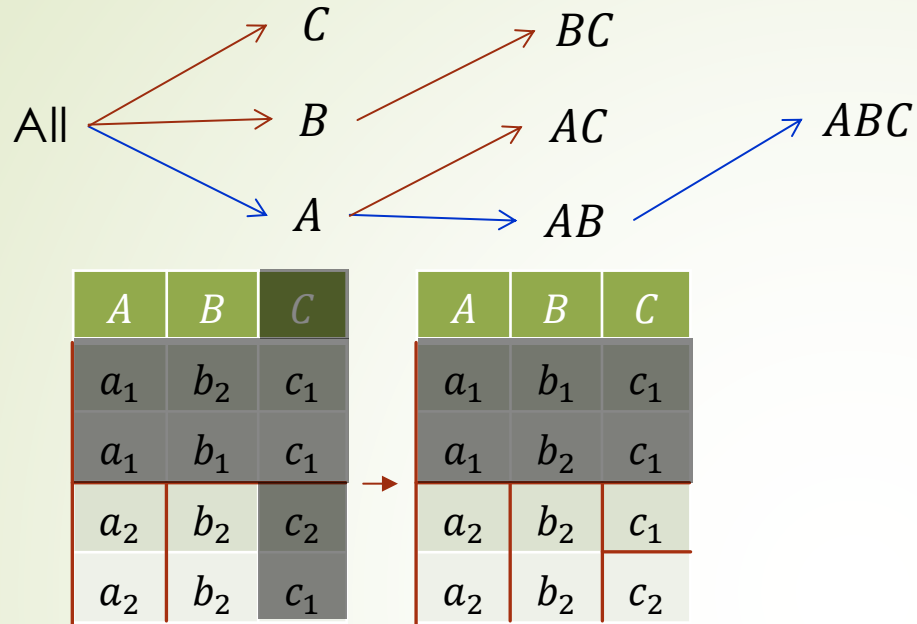 C BC
All B AC ABC
A AB
A B C A B C
a₁ b₂ c₁ a₁ b₁ c₁
a₁ b₁ c₁ a₁ b₂ c₁
a₂ b₂ c₂ a₂ b₂ c₁
a₂ b₂ c₁ a₂ b₂ c₂